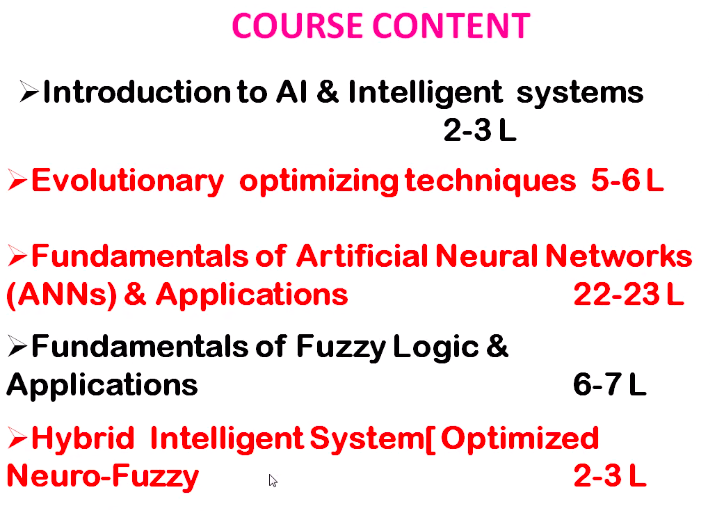 COURSE CONTENT
➢Introduction to AI & Intelligent systems
2-3 L
➢Evolutionary optimizing techniques 5-6 L
➢Fundamentals of Artificial Neural Networks
(ANNs) & Applications 22-23 L
➢Fundamentals of Fuzzy Logic &
Applications 6-7 L
➢Hybrid Intelligent System[ Optimized
Neuro-Fuzzy 2-3 L